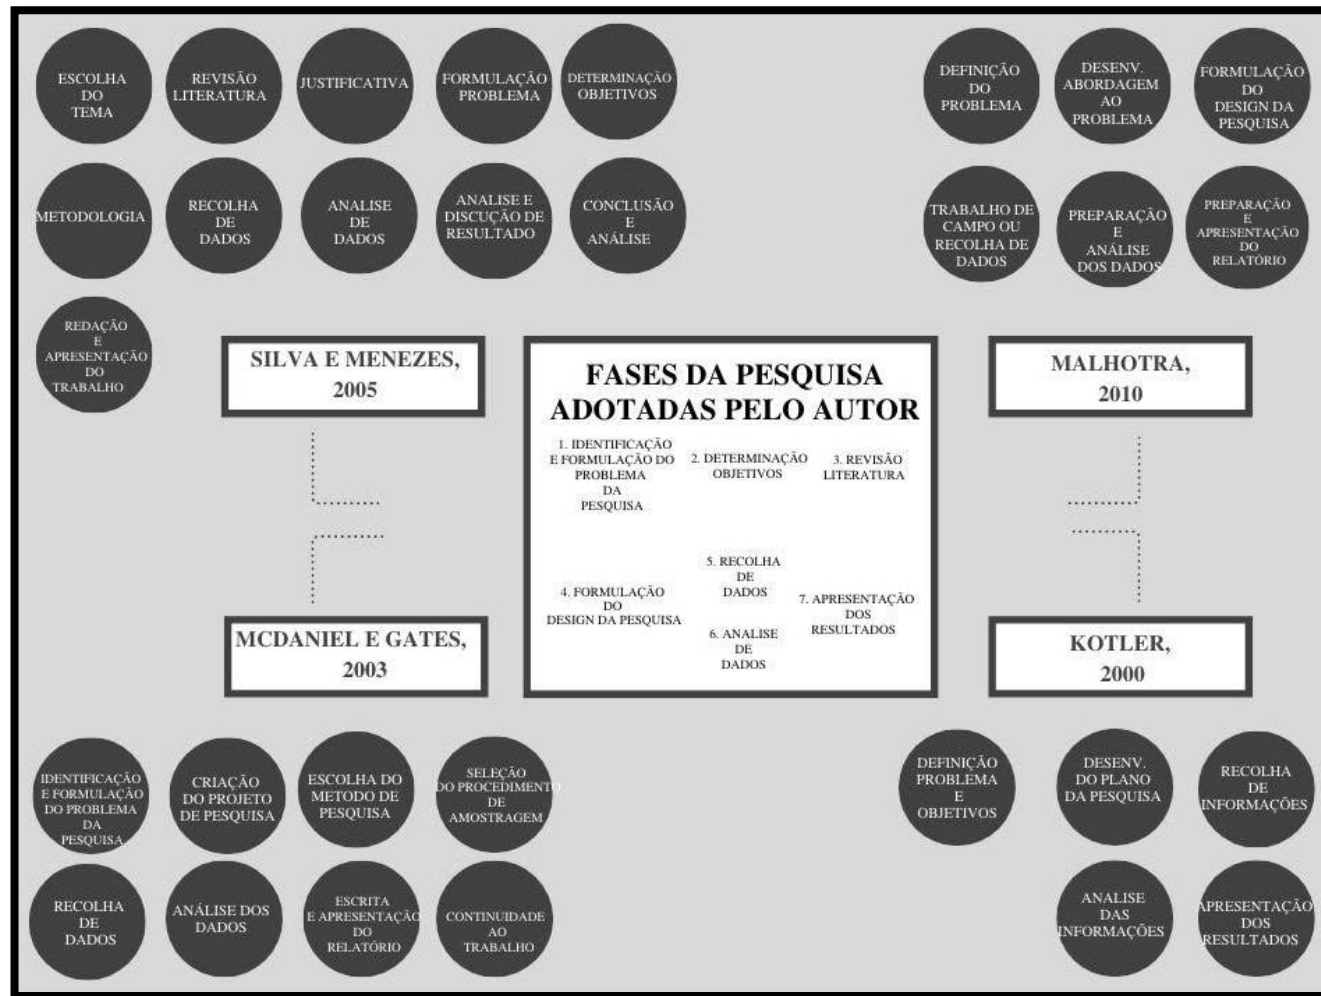 ESCOLHA
DO
TEMA
REVISÃO
LITERATURA
JUSTIFICATIVA
FORMULAÇÃO
PROBLEMA
DETERMINAÇÃO
OBJETIVOS
METODOLOGIA
RECOLHA
DE
DADOS
ANALISE
DE
DADOS
ANALISE E
DISCUÇÃO DE
RESULTADO
CONCLUSÃO
E
ANÁLISE
REDAÇÃO
E
APRESENTAÇÃO
DO
TRABALHO
SILVA E MENEZES,
2005
DEFINIÇÃO
DO
PROBLEMA
DESENV.
ABORDAGEM
AO
PROBLEMA
FORMULAÇÃO
DO
DESIGN DA
PESQUISA
TRABALHO DE
CAMPO OU
RECOLHA DE
DADOS
PREPARAÇÃO
E
ANÁLISE
DOS DADOS
PREPARAÇÃO
E
APRESENTAÇÃO
DO
RELATÓRIO
MALHOTRA,
2010
FASES DA PESQUISA
ADOTADAS PELO AUTOR
1. IDENTIFICAÇÃO
E FORMULAÇÃO DO
PROBLEMA
DA
PESQUISA
2. DETERMINAÇÃO
OBJETIVOS
3. REVISÃO
LITERATURA
4. FORMULAÇÃO
DO
DESIGN DA PESQUISA
5. RECOLHA
DE
DADOS
6. ANALISE
DE
DADOS
7. APRESENTAÇÃO
DOS
RESULTADOS
MCDANIEL E GATES,
2003
IDENTIFICAÇÃO
E FORMULAÇÃO
DO PROBLEMA
DA
PESQUISA
CRIAÇÃO
DO PROJETO
DE PESQUISA
ESCOLHA DO
METODO DE
PESQUISA
SELEÇÃO
DO PROCEDIMENTO
DE
AMOSTRAGEM
RECOLHA
DE
DADOS
ANÁLISE DOS
DADOS
ESCRITA
E APRESENTAÇÃO
DO
RELATÓRIO
CONTINUIDADE
AO
TRABALHO
KOTLER,
2000
DEFINIÇÃO
PROBLEMA
E
OBJETIVOS
DESENV.
DO PLANO
DA PESQUISA
RECOLHA
DE
INFORMAÇÕES
ANALISE
DAS
INFORMAÇÕES
APRESENTAÇÃO
DOS
RESULTADOS